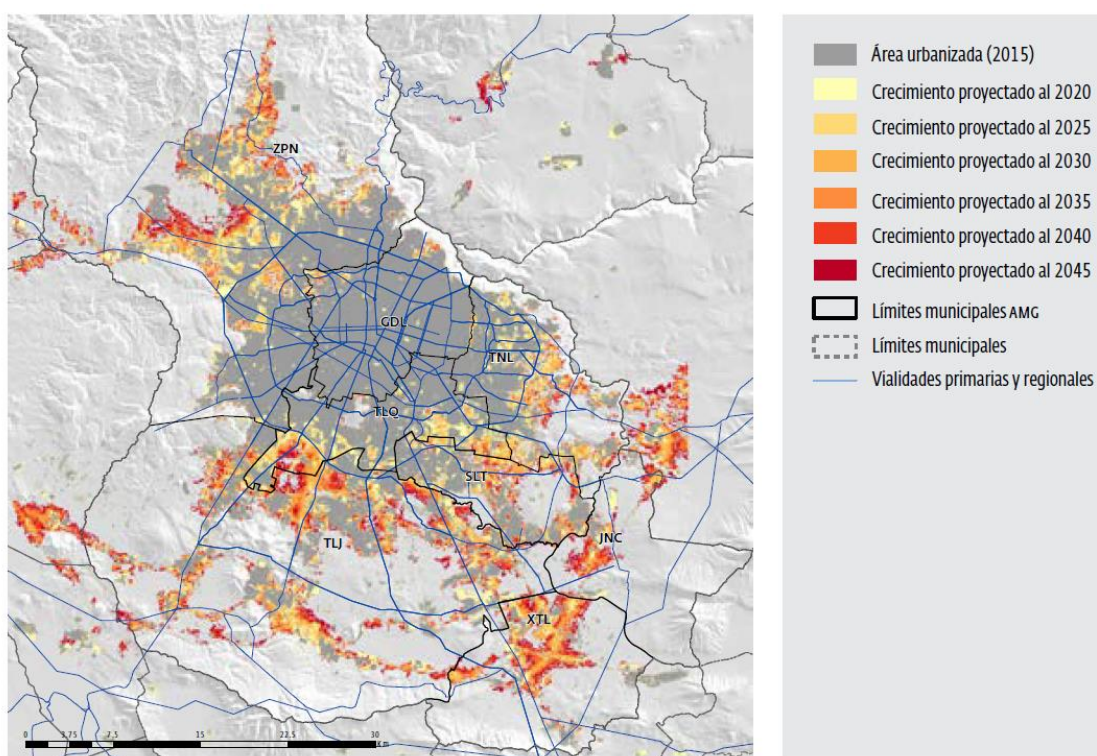 ZPN
GDL
TNL
TLQ
SLT
TLJ
JNC
XTL
0 3.75 7.5 15 22.5 30
Km
Área urbanizada (2015)
Crecimiento proyectado al 2020
Crecimiento proyectado al 2025
Crecimiento proyectado al 2030
Crecimiento proyectado al 2035
Crecimiento proyectado al 2040
Crecimiento proyectado al 2045
Límites municipales AMG
Límites municipales
Vialidades primarias y regionales